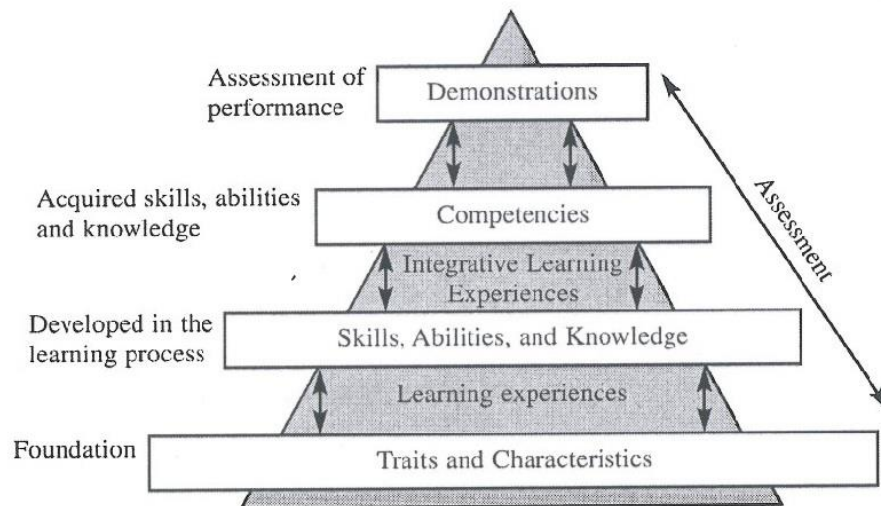 Assessment of
performance
Demonstrations
Acquired skills, abilities
and knowledge
Competencies
Integrative Learning
Experiences
Developed in the
learning process
Skills, Abilities, and Knowledge
Learning experiences
Foundation
Traits and Characteristics
Assessment